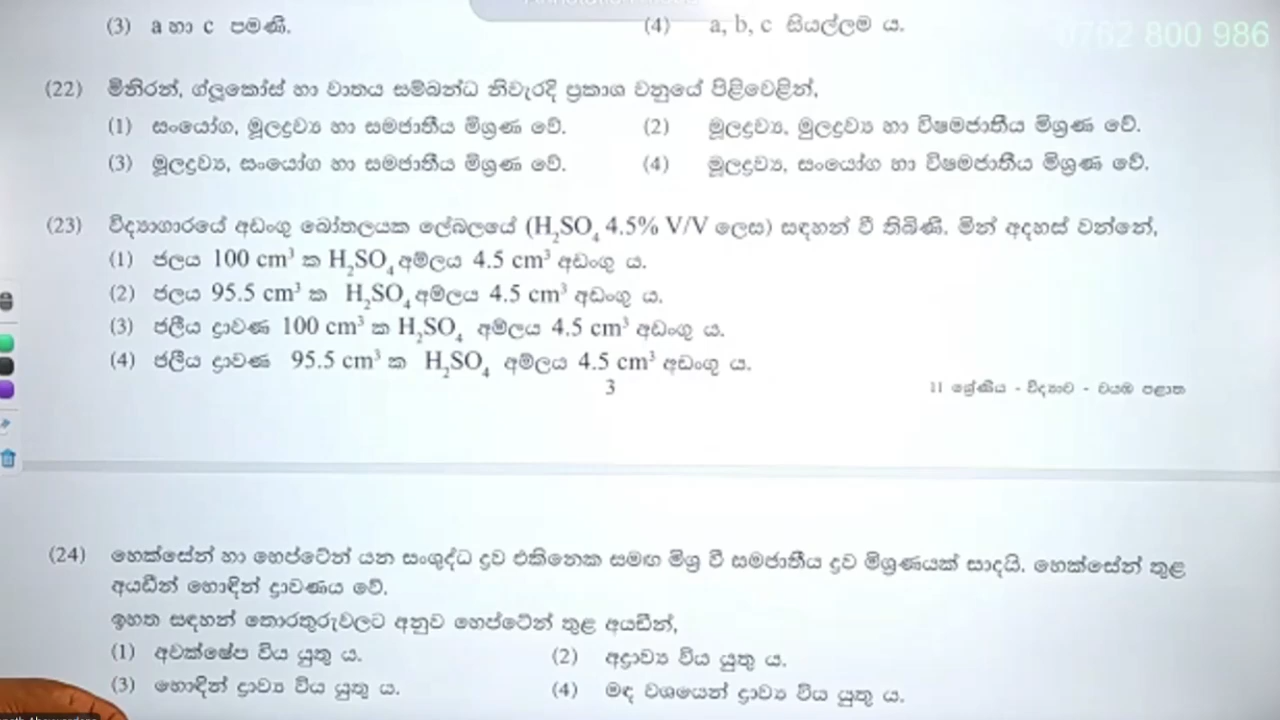 (3) a හා c පමණි. (4) a, b, c සියල්ලම ය.
0762 800 986
(22) මිනිරන්, ග්ලූකෝස් හා වාතය සම්බන්ධ නිවැරදි ප්‍රකාශ වනුයේ පිළිවෙළින්,
(1) සංයෝග, මූලද්‍රව්‍ය හා සමජාතීය මිශ්‍රණ වේ. (2) මූලද්‍රව්‍ය, මුලද්‍රව්‍ය හා විෂමජාතීය මිශ්‍රණ වේ.
(3) මූලද්‍රව්‍ය, සංයෝග හා සමජාතීය මිශ්‍රණ වේ. (4) මූලද්‍රව්‍ය, සංයෝග හා විෂමජාතීය මිශ්‍රණ වේ.
(23) විද්‍යාගාරයේ අඩංගු බෝතලයක ලේබලයේ (H₂SO₄ 4.5% V/V ලෙස) සඳහන් වී තිබිණි. මින් අදහස් වන්නේ,
(1) ජලය 100 cm³ ක H₂SO₄ අම්ලය 4.5 cm³ අඩංගු ය.
(2) ජලය 95.5 cm³ ක H₂SO₄ අම්ලය 4.5 cm³ අඩංගු ය.
(3) ජලීය ද්‍රාවණ 100 cm³ ක H₂SO₄ අම්ලය 4.5 cm³ අඩංගු ය.
(4) ජලීය ද්‍රාවණ 95.5 cm³ ක H₂SO₄ අම්ලය 4.5 cm³ අඩංගු ය.
3
11 ශ්‍රේණිය - විද්‍යාව - වයඹ පළාත
(24) හෙක්සේන් හා හෙප්ටේන් යන සංශුද්ධ ද්‍රව එකිනෙක සමඟ මිශ්‍ර වී සමජාතීය ද්‍රව මිශ්‍රණයක් සාදයි. හෙක්සේන් තුළ
අයඩීන් හොඳින් ද්‍රාවණය වේ.
ඉහත සඳහන් තොරතුරුවලට අනුව හෙප්ටේන් තුළ අයඩීන්,
(1) අවක්ෂේප විය යුතු ය. (2) අද්‍රාව්‍ය විය යුතු ය.
(3) හොඳින් ද්‍රාව්‍ය විය යුතු ය. (4) මඳ වශයෙන් ද්‍රාව්‍ය විය යුතු ය.